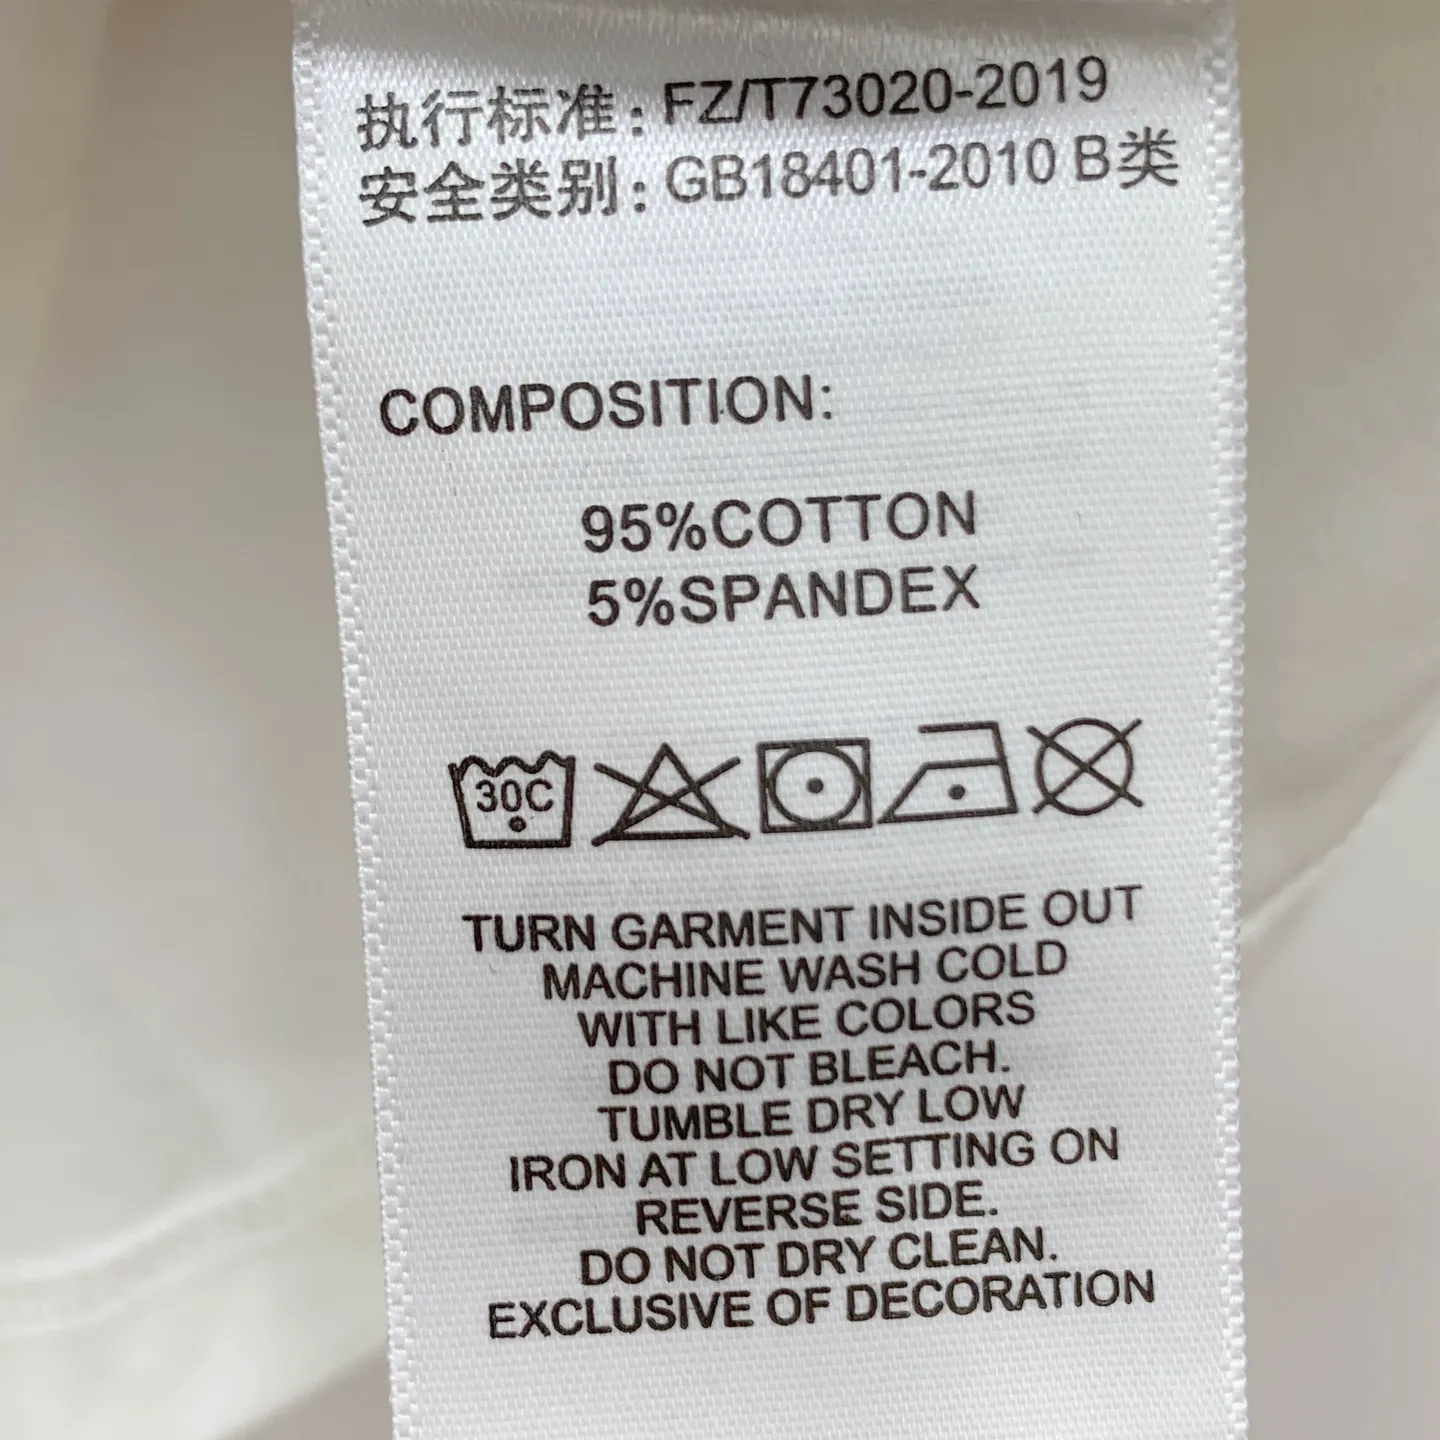 执行标准：FZ/T73020-2019
安全类别：GB18401-2010 B类
COMPOSITION:
95%COTTON
5%SPANDEX
30C
TURN GARMENT INSIDE OUT
MACHINE WASH COLD
WITH LIKE COLORS
DO NOT BLEACH.
TUMBLE DRY LOW
IRON AT LOW SETTING ON
REVERSE SIDE.
DO NOT DRY CLEAN.
EXCLUSIVE OF DECORATION